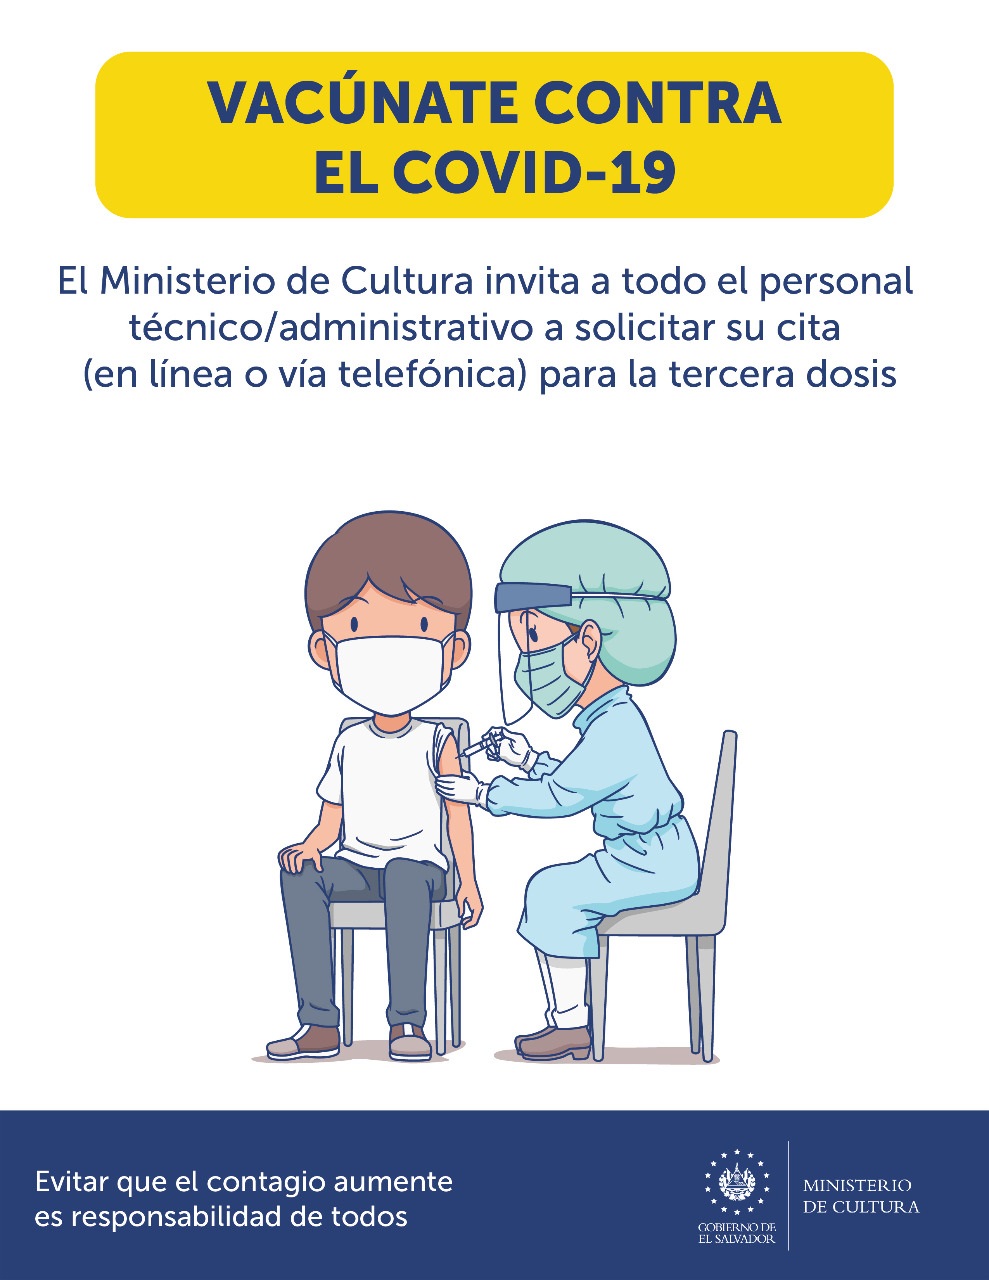 VACÚNATE CONTRA
EL COVID-19
El Ministerio de Cultura invita a todo el personal
técnico/administrativo a solicitar su cita
(en línea o vía telefónica) para la tercera dosis
Evitar que el contagio aumente
es responsabilidad de todos
GOBIERNO DE
EL SALVADOR
MINISTERIO
DE CULTURA